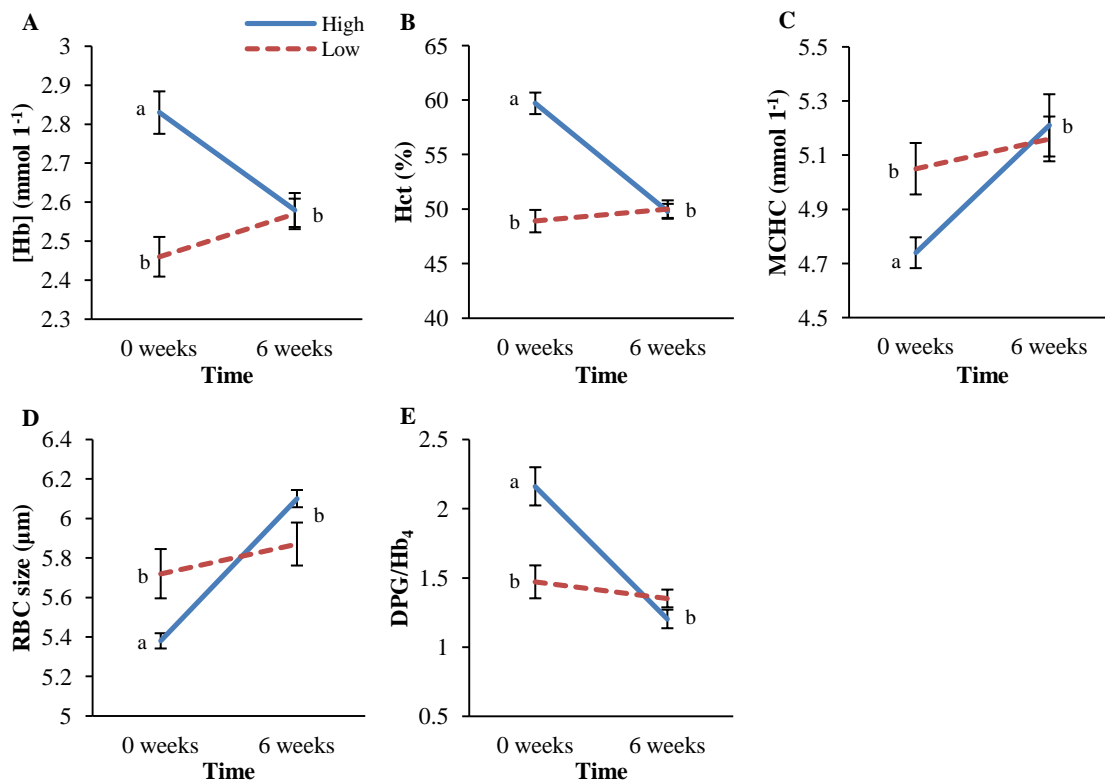 A
High
Low
[Hb] (mmol 1-1)
3
2.9
2.8
2.7
2.6
2.5
2.4
2.3
a
b
b
0 weeks 6 weeks
Time
B
Hct (%)
65
60
55
50
45
40
a
b
b
0 weeks 6 weeks
Time
C
MCHC (mmol 1-1)
5.5
5.3
5.1
4.9
4.7
4.5
b
b
a
0 weeks 6 weeks
Time
D
RBC size (µm)
6.4
6.2
6
5.8
5.6
5.4
5.2
5
b
b
a
0 weeks 6 weeks
Time
E
DPG/Hb4
2.5
2
1.5
1
0.5
a
b
b
0 weeks 6 weeks
Time